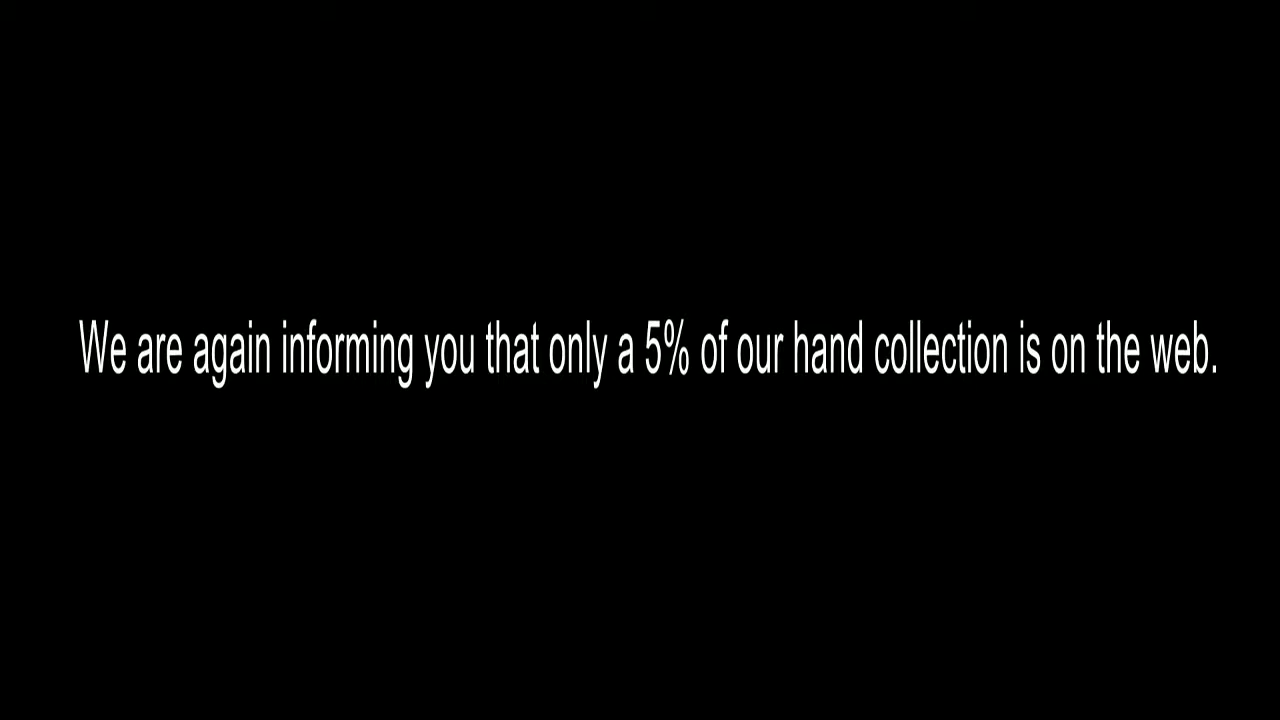 We are again informing you that only a 5% of our hand collection is on the web.